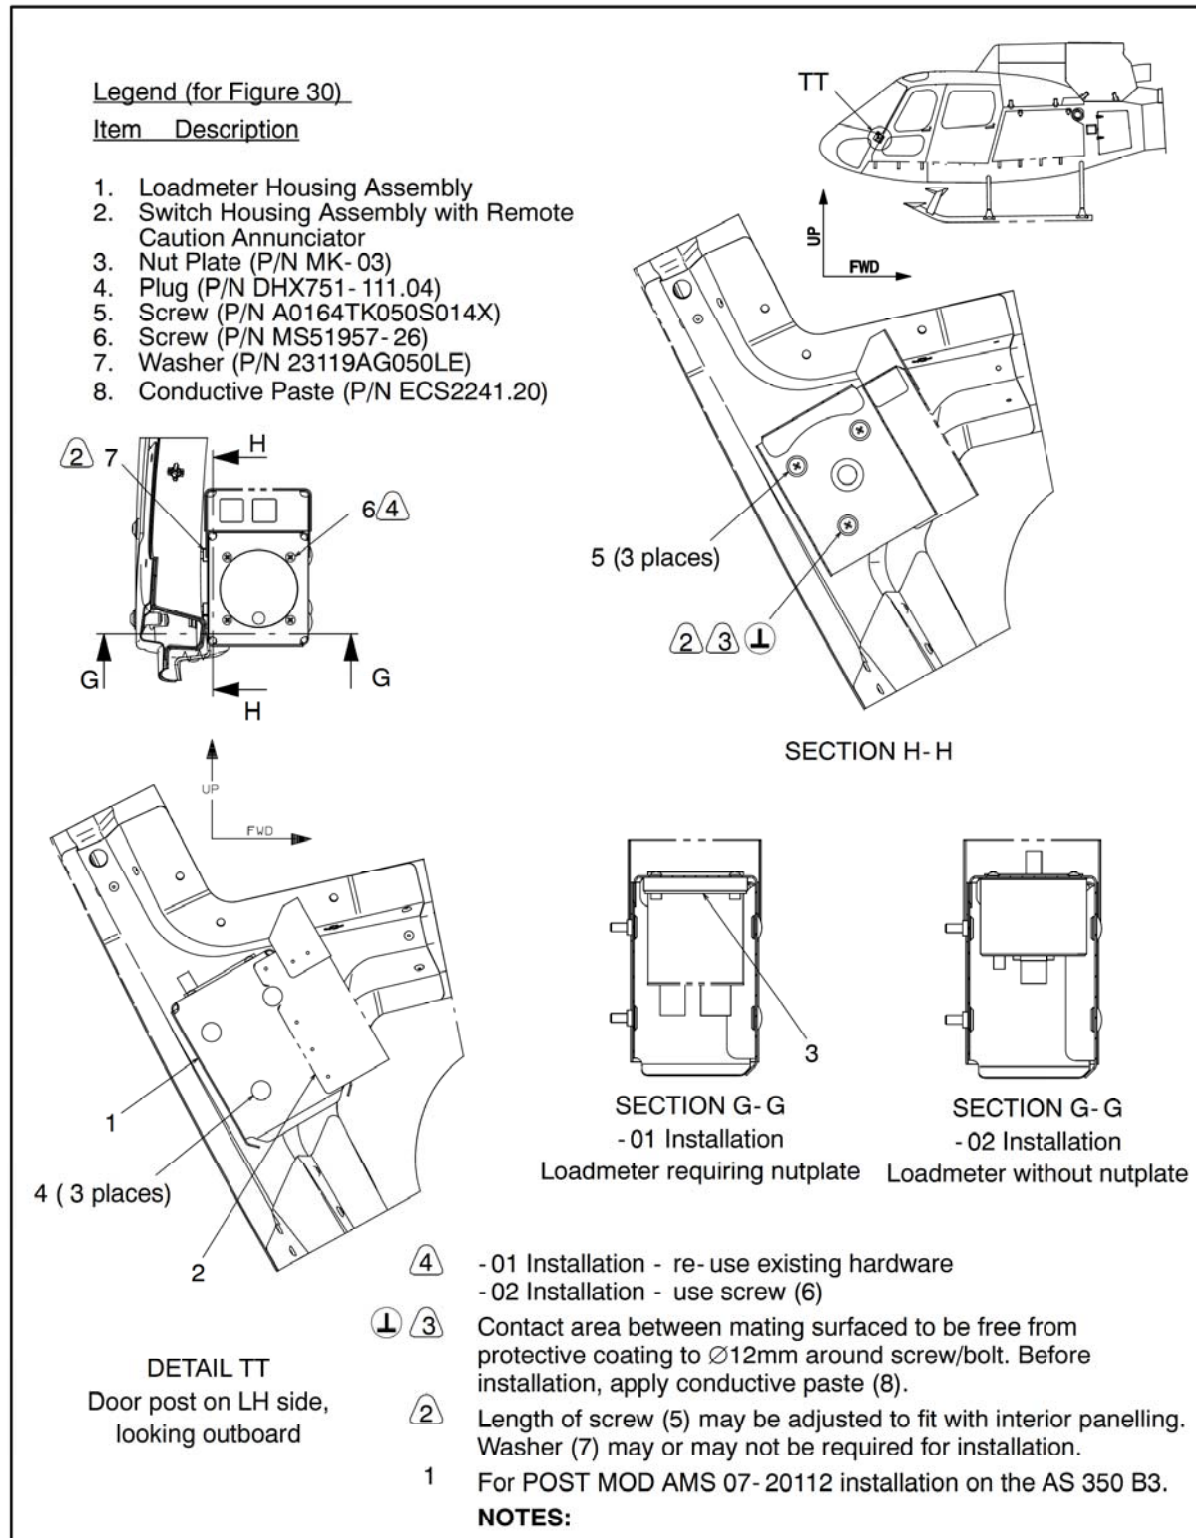 Legend (for Figure 30)
Item Description
1. Loadmeter Housing Assembly
2. Switch Housing Assembly with Remote
Caution Annunciator
3. Nut Plate (P/N MK- 03)
4. Plug (P/N DHX751- 111.04)
5. Screw (P/N A0164TK050S014X)
6. Screw (P/N MS51957- 26)
7. Washer (P/N 23119AG050LE)
8. Conductive Paste (P/N ECS2241.20)
TT
UP
FWD
2 7
H
6 4
G
G
H
5 (3 places)
2 3
SECTION H- H
UP
FWD
1
4 ( 3 places)
2
3
SECTION G- G
- 01 Installation
Loadmeter requiring nutplate
SECTION G- G
- 02 Installation
Loadmeter without nutplate
DETAIL TT
Door post on LH side,
looking outboard
4 - 01 Installation - re- use existing hardware
- 02 Installation - use screw (6)
3 Contact area between mating surfaced to be free from
protective coating to ∅12mm around screw/bolt. Before
installation, apply conductive paste (8).
2 Length of screw (5) may be adjusted to fit with interior panelling.
Washer (7) may or may not be required for installation.
1 For POST MOD AMS 07- 20112 installation on the AS 350 B3.
NOTES: